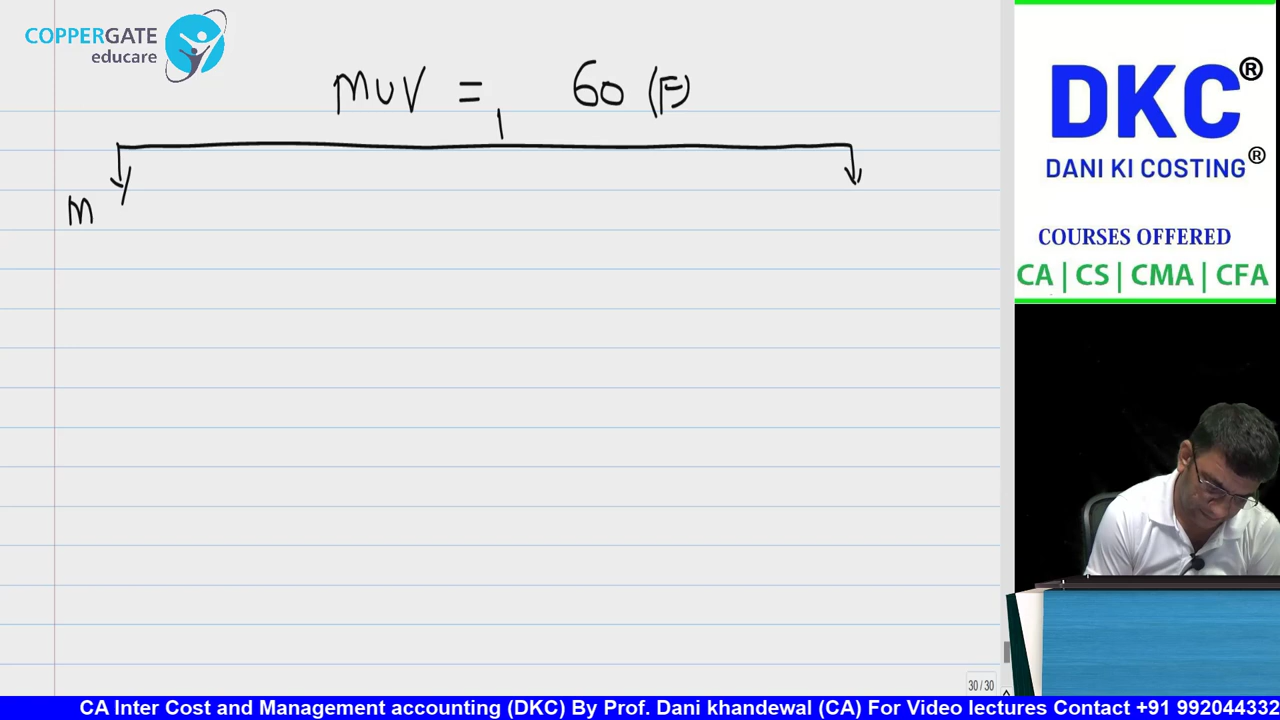 COPPERGATE
educare
MUV = 60 (F)
M
DKC®
DANI KI COSTING®
COURSES OFFERED
CA | CS | CMA | CFA
30 / 30
CA Inter Cost and Management accounting (DKC) By Prof. Dani khandewal (CA) For Video lectures Contact +91 992044332